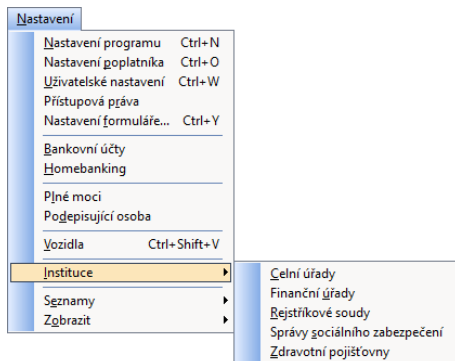 Nastavení
Nastavení programu Ctrl+N
Nastavení poplatníka Ctrl+O
Uživatelské nastavení Ctrl+W
Přístupová práva
Nastavení formuláře... Ctrl+Y
Bankovní účty
Homebanking
Plné moci
Podepisující osoba
Vozidla Ctrl+Shift+V
Instituce
Celní úřady
Finanční úřady
Rejstříkové soudy
Správy sociálního zabezpečení
Zdravotní pojišťovny
Seznamy
Zobrazit